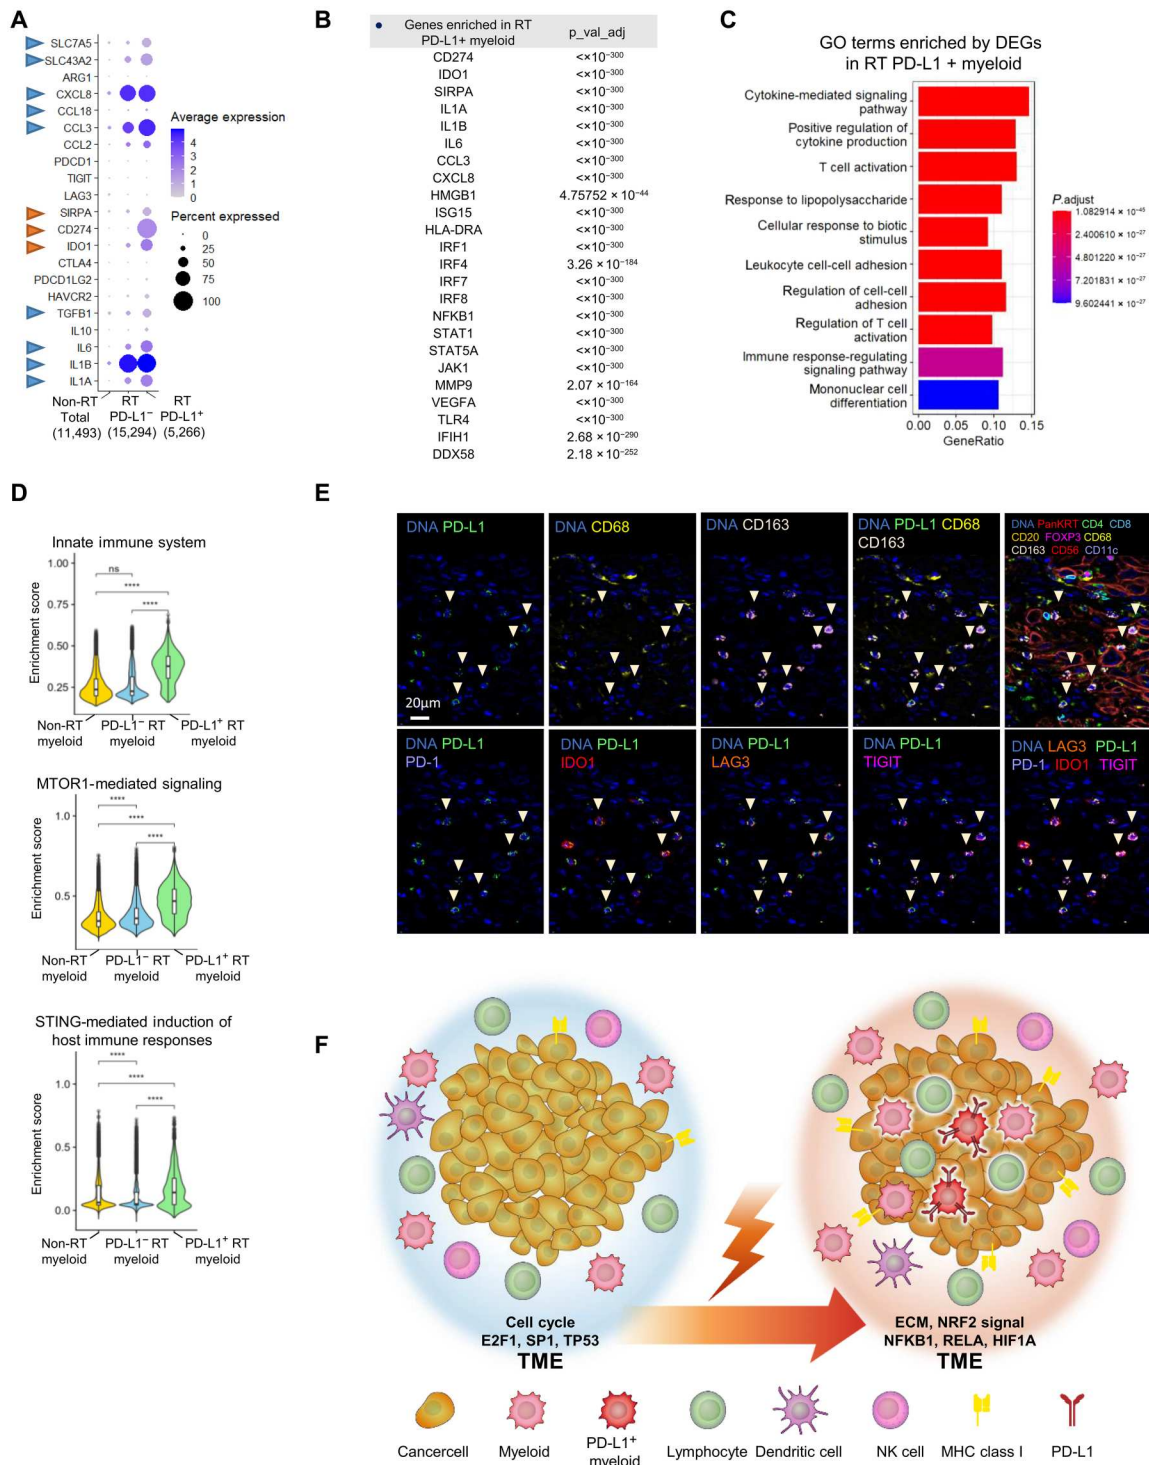 A
SLC7A5
SLC43A2
ARG1
CXCL8
CCL18
CCL3
CCL2
PDCD1
TIGIT
LAG3
SIRPA
CD274
IDO1
CTLA4
PDCD1LG2
HAVCR2
TGFB1
IL10
IL6
IL1B
IL1A
Average expression
4
3
2
1
0
Percent expressed
0
25
50
75
100
Non-RT RT RT
Total PD-L1⁻ PD-L1⁺
(11,493) (15,294) (5,266)
B
Genes enriched in RT
PD-L1+ myeloid p_val_adj
CD274 <×10⁻³⁰⁰
IDO1 <×10⁻³⁰⁰
SIRPA <×10⁻³⁰⁰
IL1A <×10⁻³⁰⁰
IL1B <×10⁻³⁰⁰
IL6 <×10⁻³⁰⁰
CCL3 <×10⁻³⁰⁰
CXCL8 <×10⁻³⁰⁰
HMGB1 4.75752 × 10⁻⁴⁴
ISG15 <×10⁻³⁰⁰
HLA-DRA <×10⁻³⁰⁰
IRF1 <×10⁻³⁰⁰
IRF4 3.26 × 10⁻¹⁸⁴
IRF7 <×10⁻³⁰⁰
IRF8 <×10⁻³⁰⁰
NFKB1 <×10⁻³⁰⁰
STAT1 <×10⁻³⁰⁰
STAT5A <×10⁻³⁰⁰
JAK1 <×10⁻³⁰⁰
MMP9 2.07 × 10⁻¹⁶⁴
VEGFA <×10⁻³⁰⁰
TLR4 <×10⁻³⁰⁰
IFIH1 2.68 × 10⁻²⁹⁰
DDX58 2.18 × 10⁻²⁵²
C
GO terms enriched by DEGs
in RT PD-L1 + myeloid
Cytokine-mediated signaling
pathway
Positive regulation of
cytokine production
T cell activation
Response to lipopolysaccharide
Cellular response to biotic
stimulus
Leukocyte cell-cell adhesion
Regulation of cell-cell
adhesion
Regulation of T cell
activation
Immune response-regulating
signaling pathway
Mononuclear cell
differentiation
0.00 0.05 0.10 0.15
GeneRatio
P.adjust
1.082914 × 10⁻⁴⁵
2.400610 × 10⁻²⁷
4.801220 × 10⁻²⁷
7.201831 × 10⁻²⁷
9.602441 × 10⁻²⁷
D
Innate immune system
Enrichment score
1.00
0.75
0.50
0.25
ns
****
****
Non-RT PD-L1⁻ RT PD-L1⁺ RT
myeloid myeloid myeloid
MTOR1-mediated signaling
Enrichment score
1.0
0.5
****
****
****
Non-RT PD-L1⁻ RT PD-L1⁺ RT
myeloid myeloid myeloid
STING-mediated induction of
host immune responses
Enrichment score
1.0
0.5
0.0
****
****
****
Non-RT PD-L1⁻ RT PD-L1⁺ RT
myeloid myeloid myeloid
E
DNA PD-L1
DNA CD68
DNA CD163
DNA PD-L1 CD68
CD163
DNA PanKRT CD4 CD8
CD20 FOXP3 CD68
CD163 CD56 CD11c
20µm
DNA PD-L1
PD-1
DNA PD-L1
IDO1
DNA PD-L1
LAG3
DNA PD-L1
TIGIT
DNA LAG3 PD-L1
PD-1 IDO1 TIGIT
F
Cell cycle
E2F1, SP1, TP53
TME
ECM, NRF2 signal
NFKB1, RELA, HIF1A
TME
Cancercell
Myeloid
PD-L1⁺
myeloid
Lymphocyte
Dendritic cell
NK cell
MHC class I
PD-L1